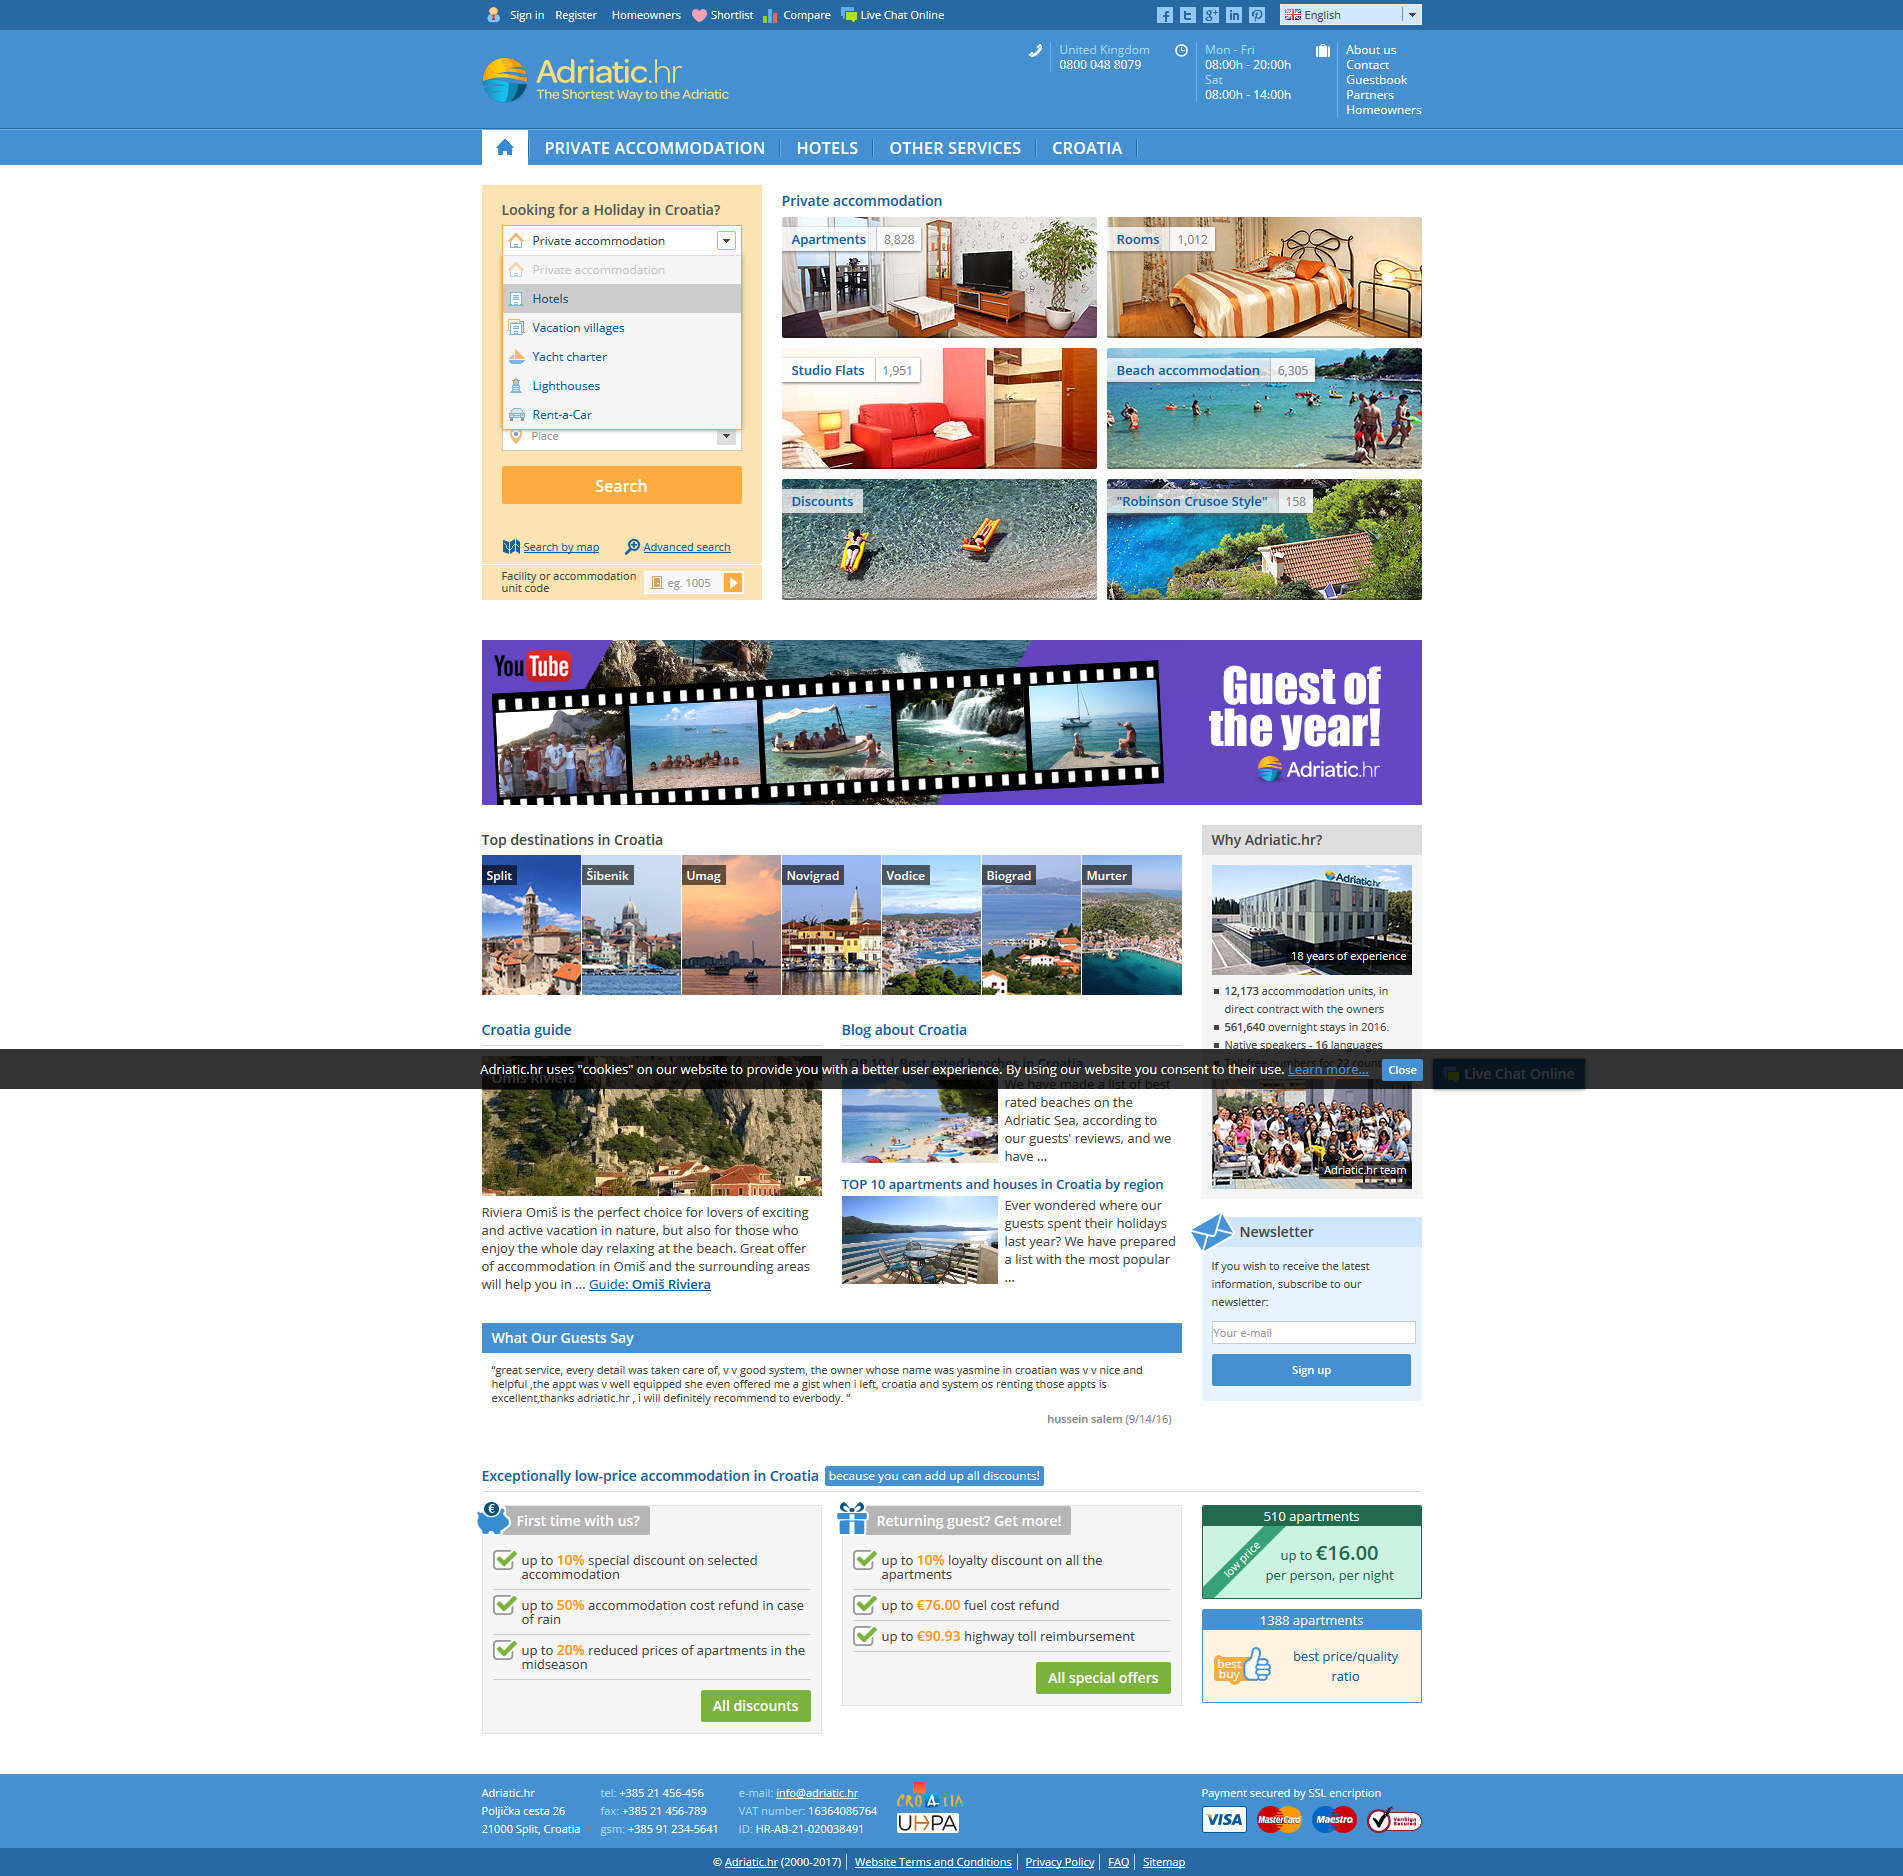 Sign in Register Homeowners Shortlist Compare Live Chat Online English
Adriatic.hr
The Shortest Way to the Adriatic
United Kingdom
0800 048 8079
Mon - Fri
08:00h - 20:00h
Sat
08:00h - 14:00h
About us
Contact
Guestbook
Partners
Homeowners
PRIVATE ACCOMMODATION HOTELS OTHER SERVICES CROATIA
Looking for a Holiday in Croatia?
Private accommodation
Private accommodation
Hotels
Vacation villages
Yacht charter
Lighthouses
Rent-a-Car
Place
Search
Search by map Advanced search
Facility or accommodation
unit code
eg. 1005
Private accommodation
Apartments 8,828
Rooms 1,012
Studio Flats 1,951
Beach accommodation 6,305
Discounts
"Robinson Crusoe Style" 158
YouTube
Guest of
the year!
Adriatic.hr
Top destinations in Croatia
Split Šibenik Umag Novigrad Vodice Biograd Murter
Why Adriatic.hr?
Adriatic.hr
18 years of experience
12,173 accommodation units, in
direct contract with the owners
561,640 overnight stays in 2016.
Native speakers - 16 languages
Toll-free numbers for 22 count
Adriatic.hr team
Croatia guide
Omiš Riviera
Riviera Omiš is the perfect choice for lovers of exciting
and active vacation in nature, but also for those who
enjoy the whole day relaxing at the beach. Great offer
of accommodation in Omiš and the surrounding areas
will help you in ... Guide: Omiš Riviera
Blog about Croatia
TOP 10 | Best rated beaches in Croatia
We have made a list of best
rated beaches on the
Adriatic Sea, according to
our guests' reviews, and we
have ...
TOP 10 apartments and houses in Croatia by region
Ever wondered where our
guests spent their holidays
last year? We have prepared
a list with the most popular
...
Adriatic.hr uses "cookies" on our website to provide you with a better user experience. By using our website you consent to their use. Learn more... Close
Live Chat Online
Newsletter
If you wish to receive the latest
information, subscribe to our
newsletter:
Your e-mail
Sign up
What Our Guests Say
“great service, every detail was taken care of, v v good system, the owner whose name was yasmine in croatian was v v nice and
helpful ,the appt was v well equipped she even offered me a gist when i left, croatia and system os renting those appts is
excellent,thanks adriatic.hr , i will definitely recommend to everbody. ”
hussein salem (9/14/16)
Exceptionally low-price accommodation in Croatia because you can add up all discounts!
First time with us?
up to 10% special discount on selected
accommodation
up to 50% accommodation cost refund in case
of rain
up to 20% reduced prices of apartments in the
midseason
All discounts
Returning guest? Get more!
up to 10% loyalty discount on all the
apartments
up to €76.00 fuel cost refund
up to €90.93 highway toll reimbursement
All special offers
510 apartments
low price
up to €16.00
per person, per night
1388 apartments
best
buy
best price/quality
ratio
Adriatic.hr
Poljička cesta 26
21000 Split, Croatia
tel: +385 21 456-456
fax: +385 21 456-789
gsm: +385 91 234-5641
e-mail: info@adriatic.hr
VAT number: 16364086764
ID: HR-AB-21-020038491
CROATIA
UHPA
Payment secured by SSL encription
VISA MasterCard Maestro VeriSign Secured
© Adriatic.hr (2000-2017) Website Terms and Conditions Privacy Policy FAQ Sitemap